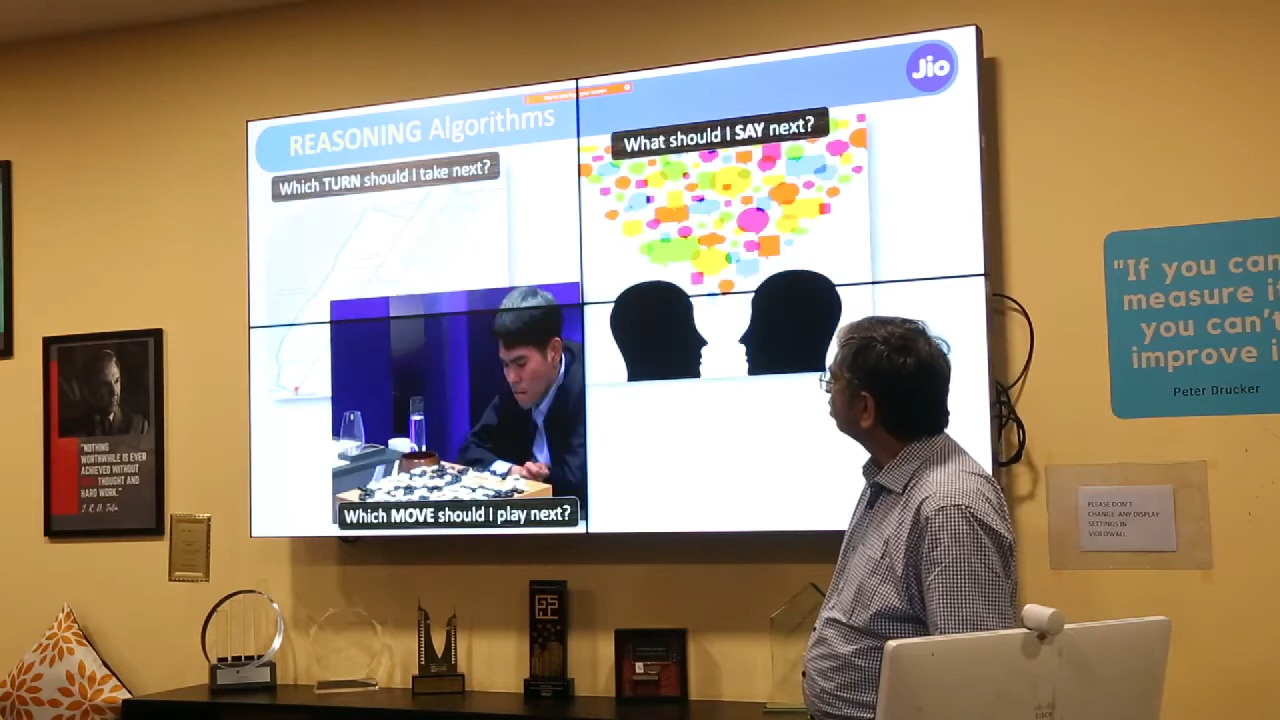 REASONING Algorithms
Jio
Which TURN should I take next?
What should I SAY next?
Which MOVE should I play next?
"NOTHING
WORTHWHILE IS EVER
ACHIEVED WITHOUT
THOUGHT AND
HARD WORK."
"If you can
measure i
you can't
improve i
Peter Drucker
PLEASE DON'T
CHANGE ANY DISPLAY
SETTINGS IN
VIDEOWALL